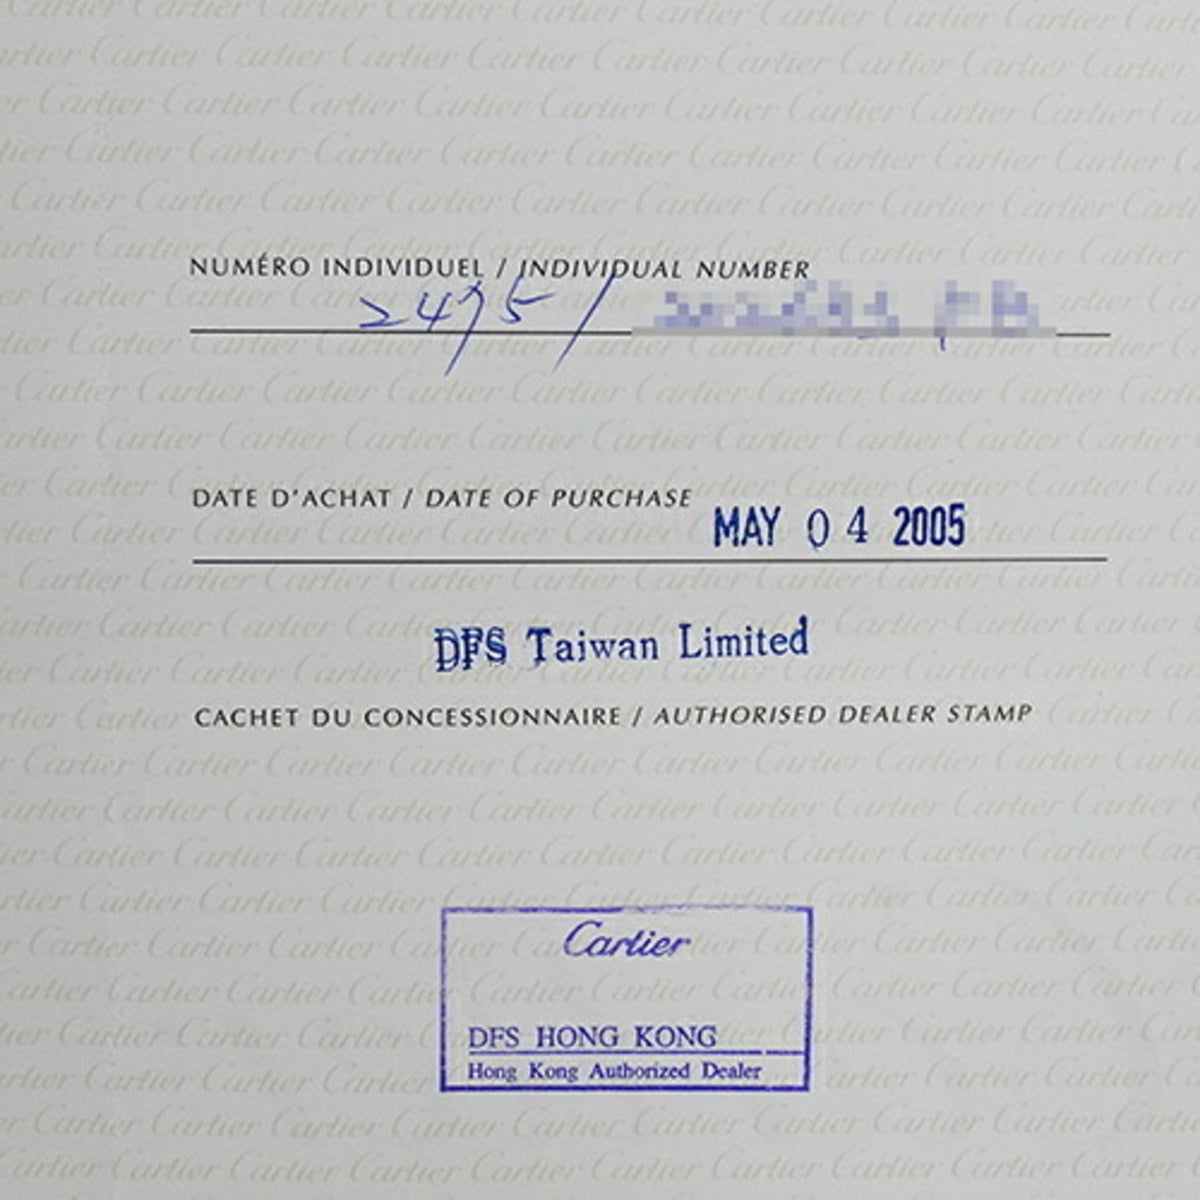 NUMÉRO INDIVIDUEL / INDIVIDUAL NUMBER
2475 /
DATE D'ACHAT / DATE OF PURCHASE
MAY 04 2005
DFS Taiwan Limited
CACHET DU CONCESSIONNAIRE / AUTHORISED DEALER STAMP
Cartier
DFS HONG KONG
Hong Kong Authorized Dealer